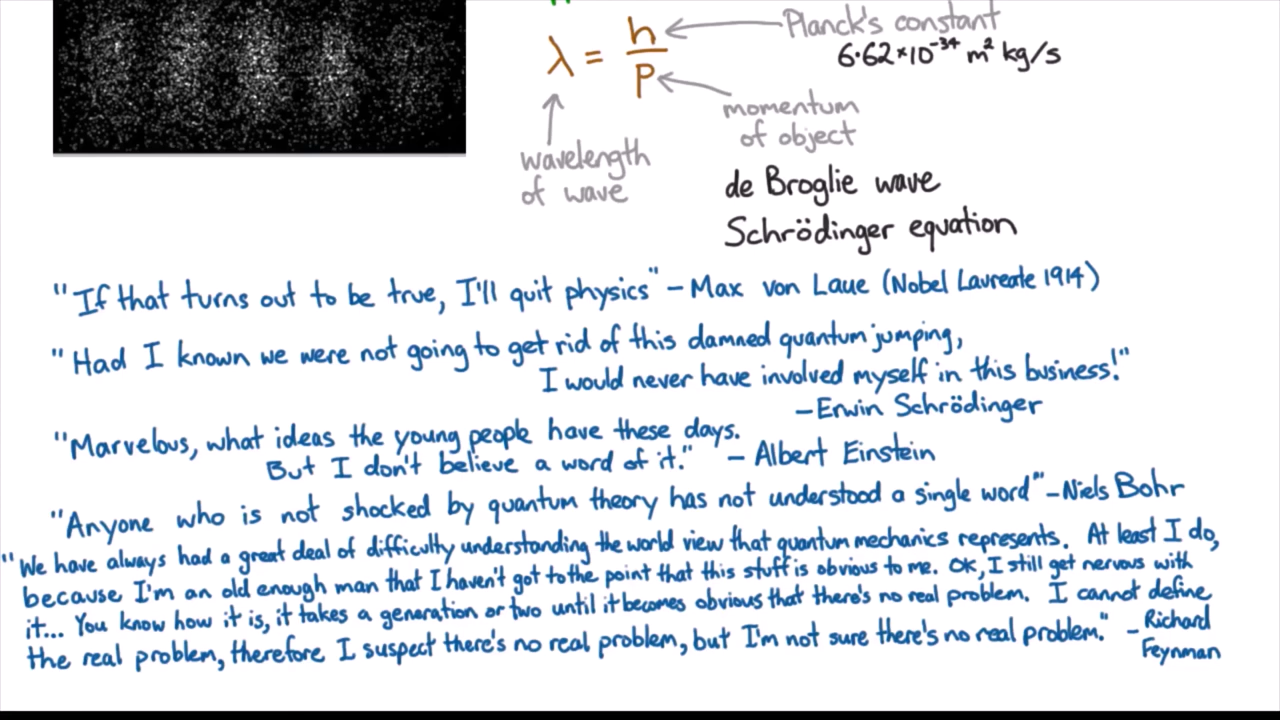 h
λ = —
P
Planck's constant
6.62×10⁻³⁴ m² kg/s
momentum
of object
wavelength
of wave
de Broglie wave
Schrödinger equation
"If that turns out to be true, I'll quit physics" - Max von Laue (Nobel Laureate 1914)
"Had I known we were not going to get rid of this damned quantum jumping,
I would never have involved myself in this business!"
- Erwin Schrödinger
"Marvelous, what ideas the young people have these days.
But I don't believe a word of it." - Albert Einstein
"Anyone who is not shocked by quantum theory has not understood a single word" - Niels Bohr
"We have always had a great deal of difficulty understanding the world view that quantum mechanics represents. At least I do,
because I'm an old enough man that I haven't got to the point that this stuff is obvious to me. OK, I still get nervous with
it... You know how it is, it takes a generation or two until it becomes obvious that there's no real problem. I cannot define
the real problem, therefore I suspect there's no real problem, but I'm not sure there's no real problem." - Richard
Feynman